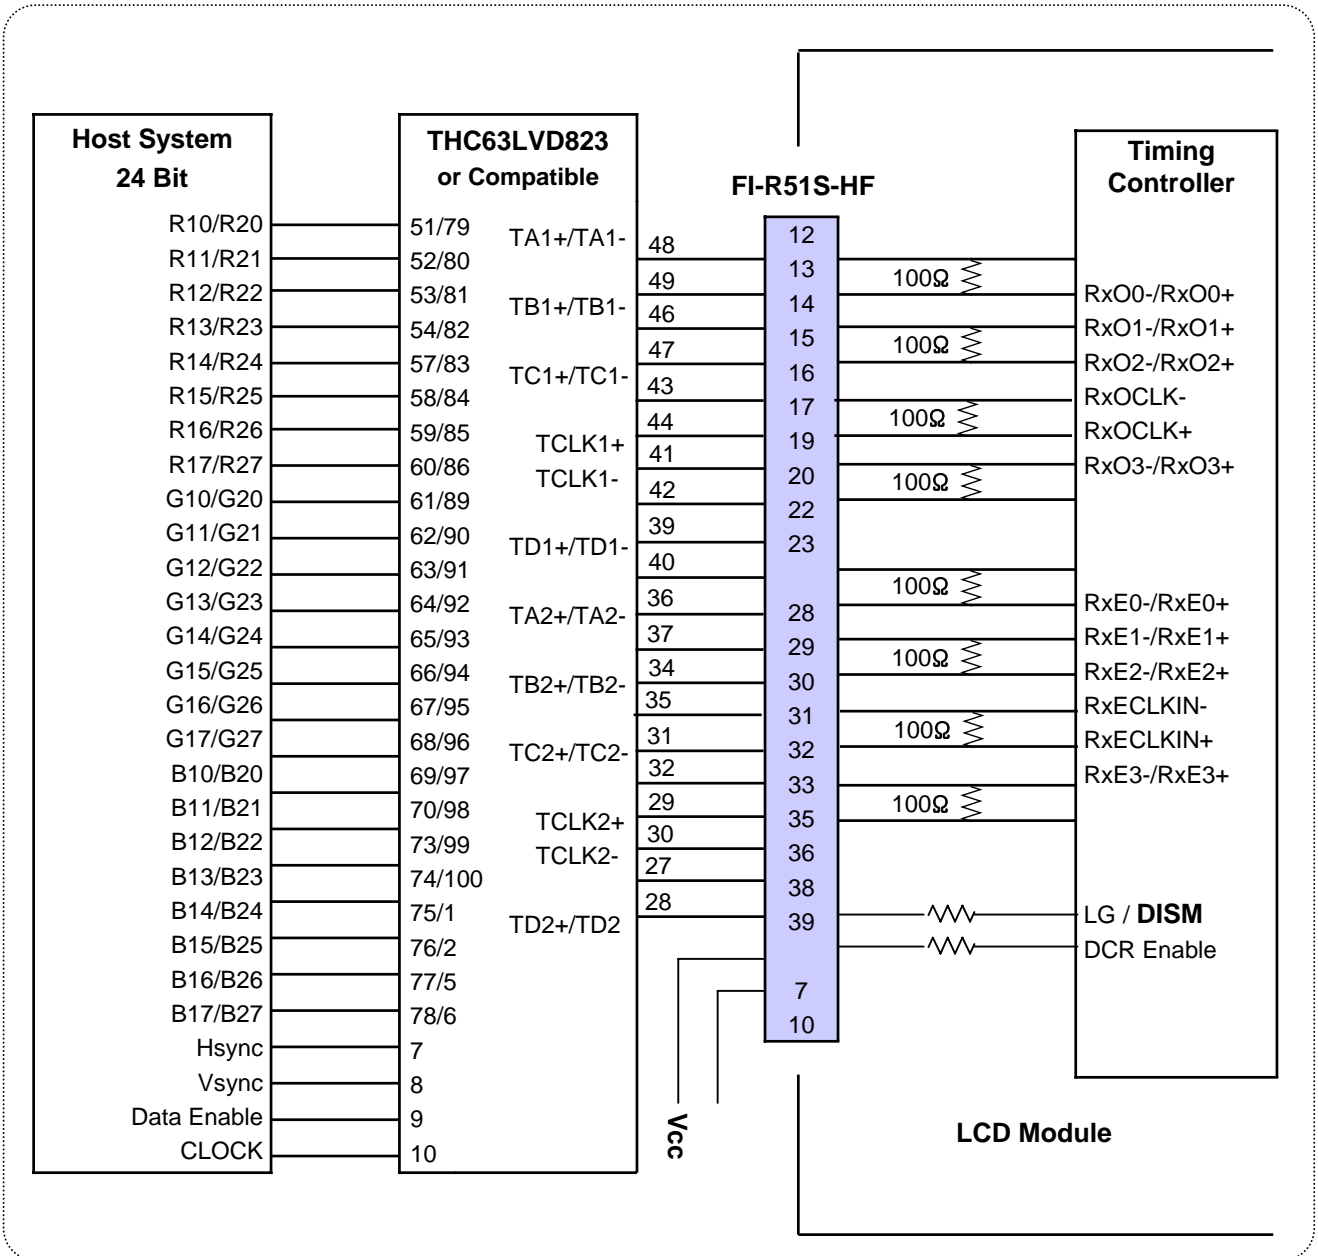 Host System
24 Bit
R10/R20
R11/R21
R12/R22
R13/R23
R14/R24
R15/R25
R16/R26
R17/R27
G10/G20
G11/G21
G12/G22
G13/G23
G14/G24
G15/G25
G16/G26
G17/G27
B10/B20
B11/B21
B12/B22
B13/B23
B14/B24
B15/B25
B16/B26
B17/B27
Hsync
Vsync
Data Enable
CLOCK
THC63LVD823
or Compatible
51/79
52/80
53/81
54/82
57/83
58/84
59/85
60/86
61/89
62/90
63/91
64/92
65/93
66/94
67/95
68/96
69/97
70/98
73/99
74/100
75/1
76/2
77/5
78/6
7
8
9
10
TA1+/TA1-
TB1+/TB1-
TC1+/TC1-
TCLK1+
TCLK1-
TD1+/TD1-
TA2+/TA2-
TB2+/TB2-
TC2+/TC2-
TCLK2+
TCLK2-
TD2+/TD2
48
49
46
47
43
44
41
42
39
40
36
37
34
35
31
32
29
30
27
28
Vcc
FI-R51S-HF
12
13
14
15
16
17
19
20
22
23
28
29
30
31
32
33
35
36
38
39
7
10
100Ω
100Ω
100Ω
100Ω
100Ω
100Ω
100Ω
100Ω
Timing
Controller
RxO0-/RxO0+
RxO1-/RxO1+
RxO2-/RxO2+
RxOCLK-
RxOCLK+
RxO3-/RxO3+
RxE0-/RxE0+
RxE1-/RxE1+
RxE2-/RxE2+
RxECLKIN-
RxECLKIN+
RxE3-/RxE3+
LG / DISM
DCR Enable
LCD Module